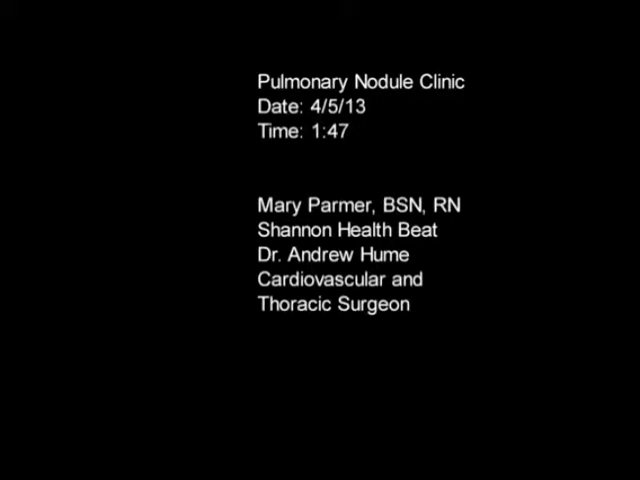 Pulmonary Nodule Clinic
Date: 4/5/13
Time: 1:47
Mary Parmer, BSN, RN
Shannon Health Beat
Dr. Andrew Hume
Cardiovascular and
Thoracic Surgeon